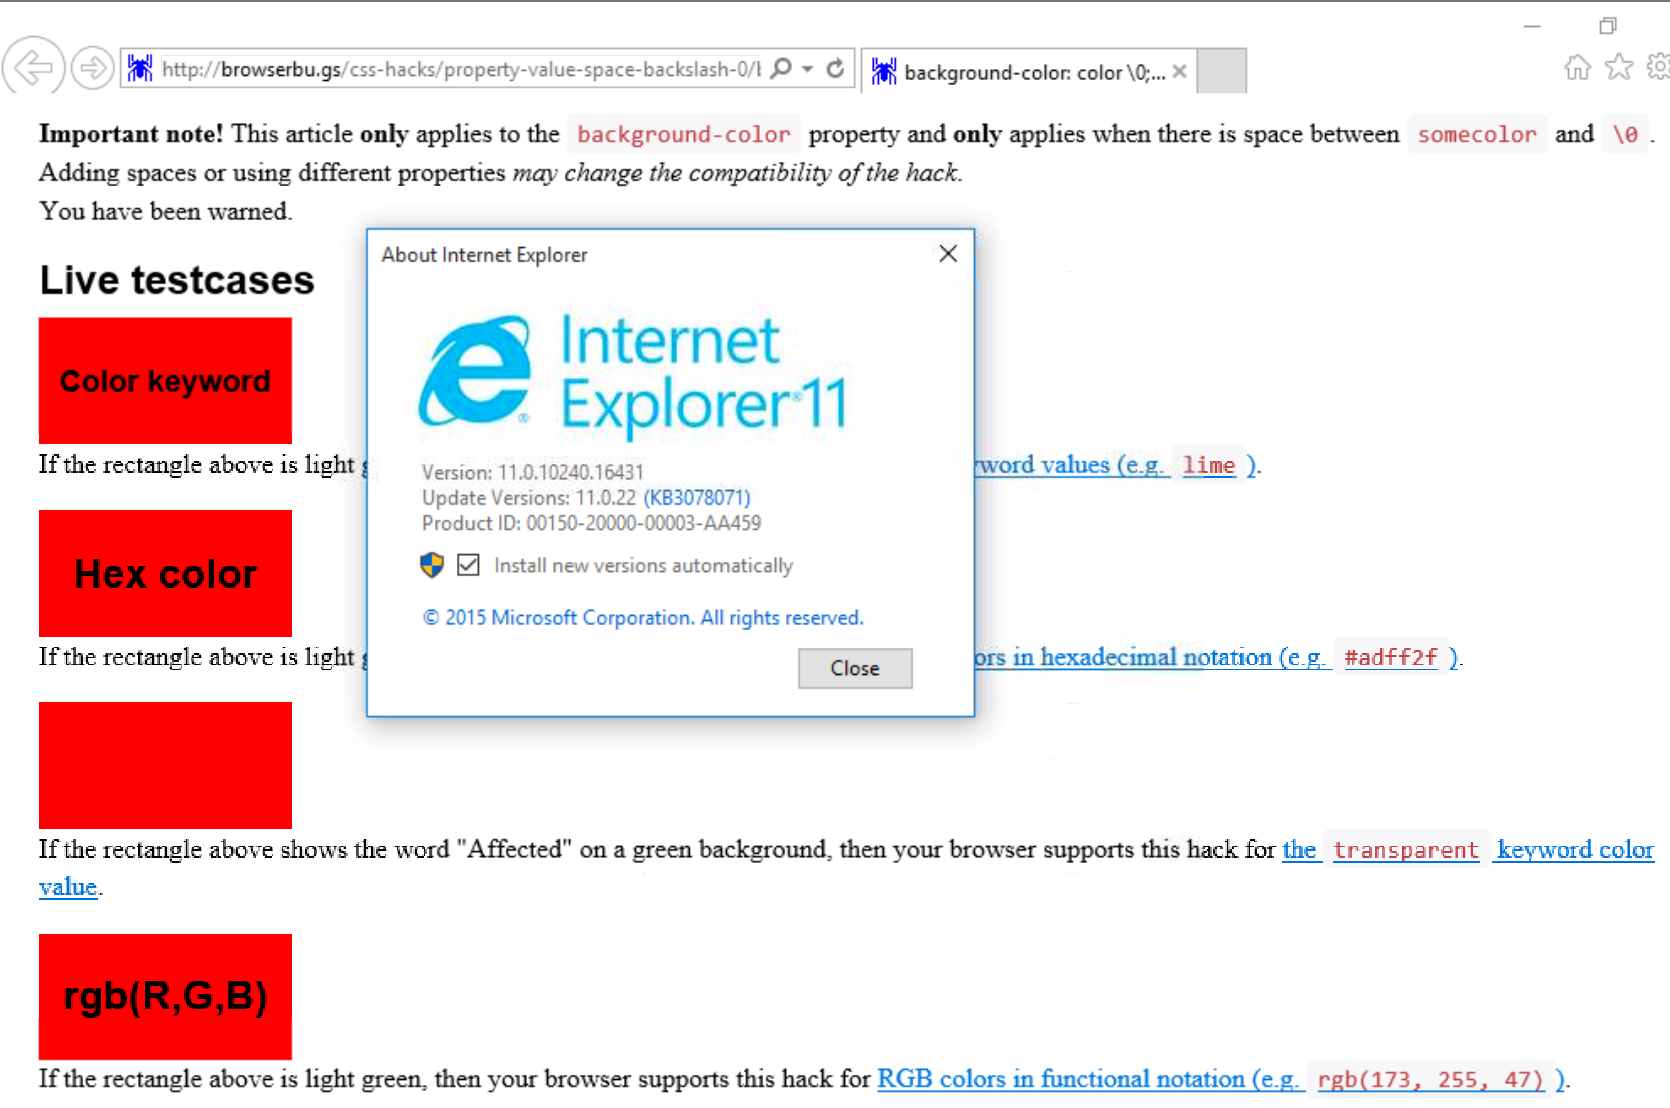 http://browserbu.gs/css-hacks/property-value-space-backslash-0/
background-color: color \0;...
Important note! This article only applies to the background-color property and only applies when there is space between somecolor and \0 .
Adding spaces or using different properties may change the compatibility of the hack.
You have been warned.
Live testcases
Color keyword
If the rectangle above is light
word values (e.g. lime ).
Hex color
If the rectangle above is light
ors in hexadecimal notation (e.g. #adff2f ).
If the rectangle above shows the word "Affected" on a green background, then your browser supports this hack for the transparent keyword color
value.
rgb(R,G,B)
If the rectangle above is light green, then your browser supports this hack for RGB colors in functional notation (e.g. rgb(173, 255, 47) ).
About Internet Explorer
Internet
Explorer®11
Version: 11.0.10240.16431
Update Versions: 11.0.22 (KB3078071)
Product ID: 00150-20000-00003-AA459
Install new versions automatically
© 2015 Microsoft Corporation. All rights reserved.
Close